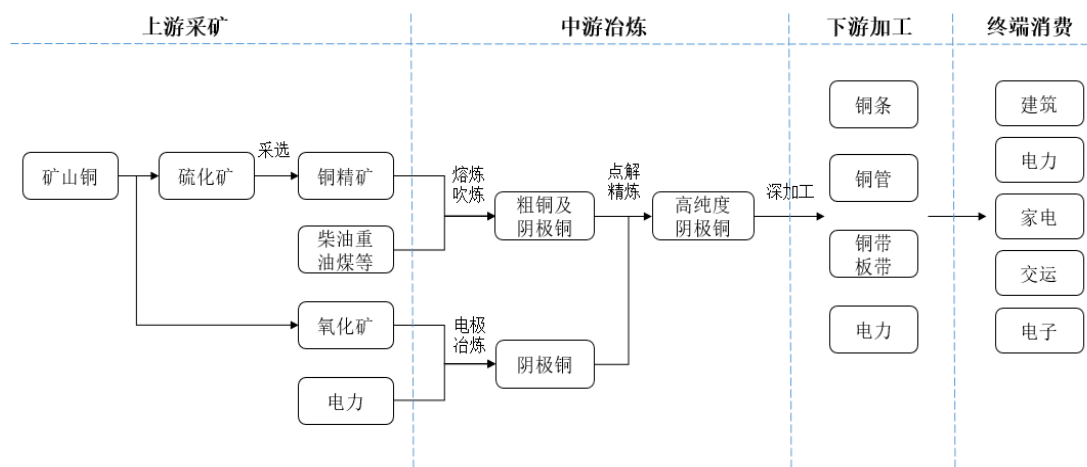 上游采矿
中游冶炼
下游加工
终端消费
矿山铜
硫化矿
采选
铜精矿
柴油重
油煤等
氧化矿
电力
熔炼
吹炼
粗铜及
阴极铜
电极
冶炼
阴极铜
点解
精炼
高纯度
阴极铜
深加工
铜条
铜管
铜带
板带
电力
建筑
电力
家电
交运
电子